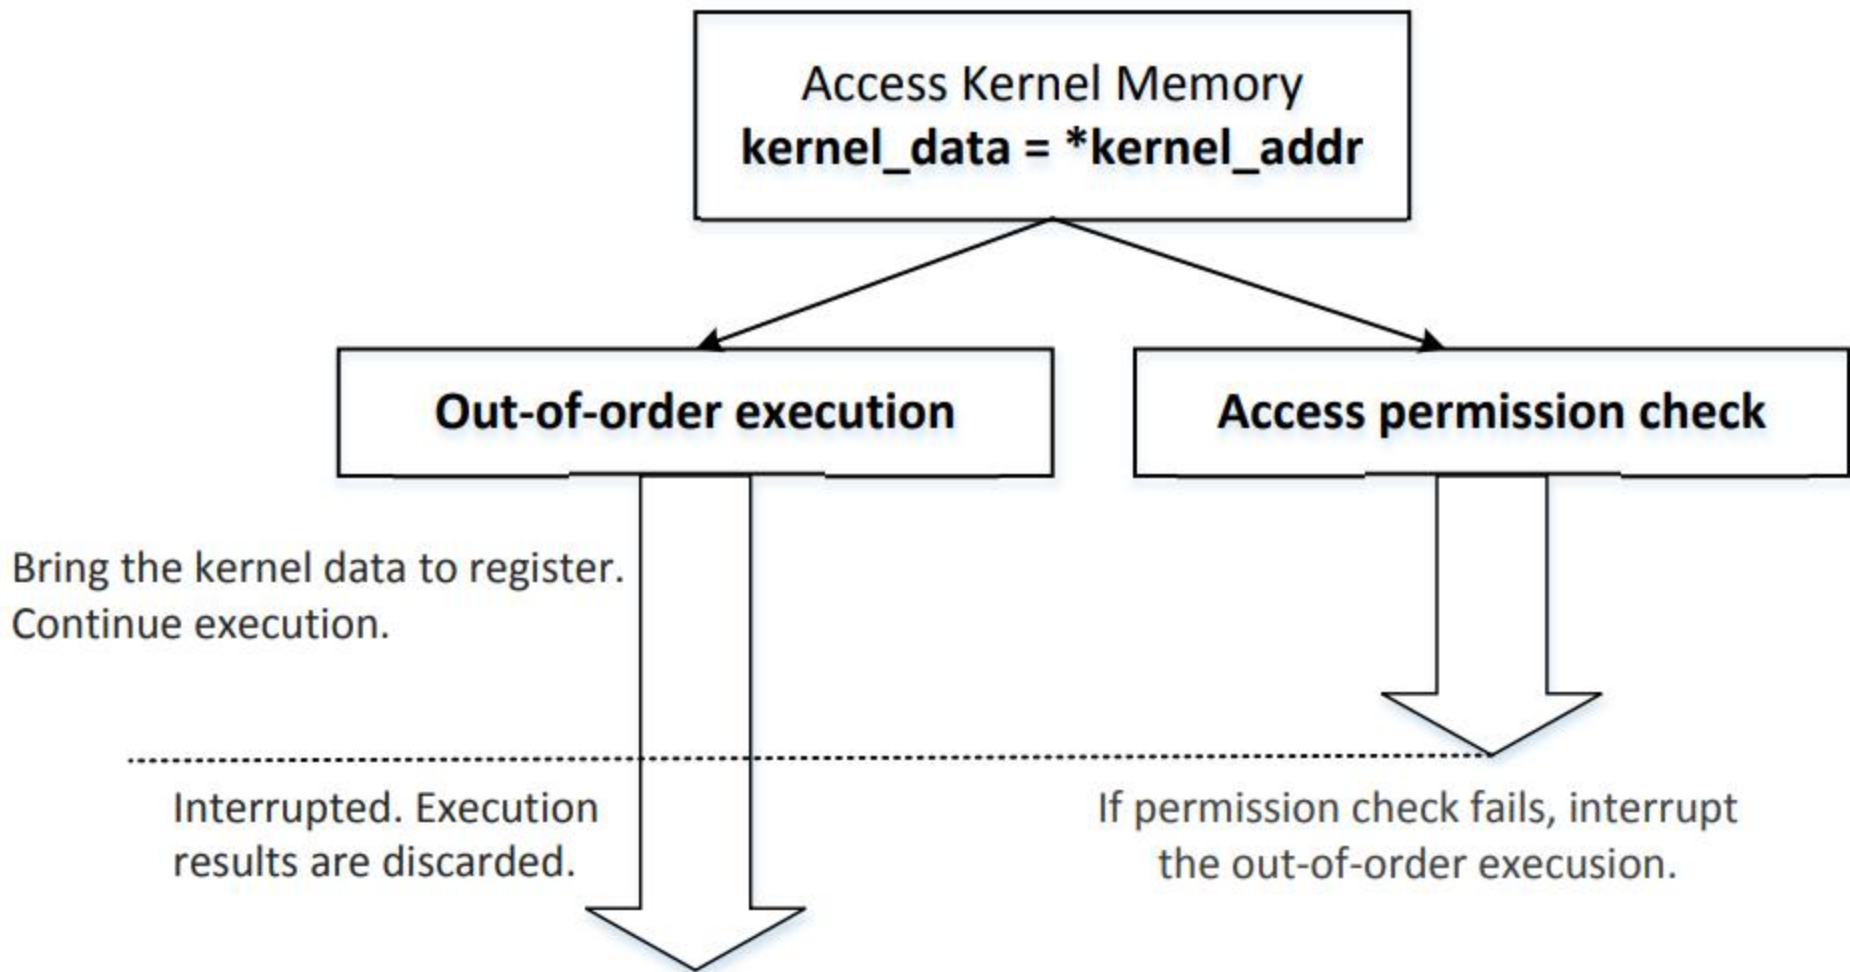 Access Kernel Memory
kernel_data = *kernel_addr
Out-of-order execution
Access permission check
Bring the kernel data to register.
Continue execution.
Interrupted. Execution
results are discarded.
If permission check fails, interrupt
the out-of-order execusion.